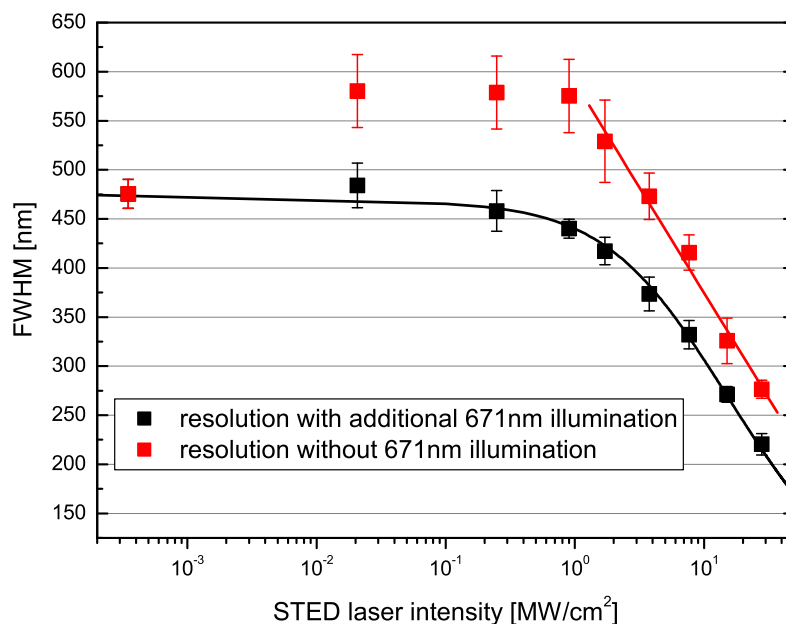 650
600
550
500
450
400
350
300
250
200
150
FWHM [nm]
resolution with additional 671nm illumination
resolution without 671nm illumination
10⁻³ 10⁻² 10⁻¹ 10⁰ 10¹
STED laser intensity [MW/cm²]